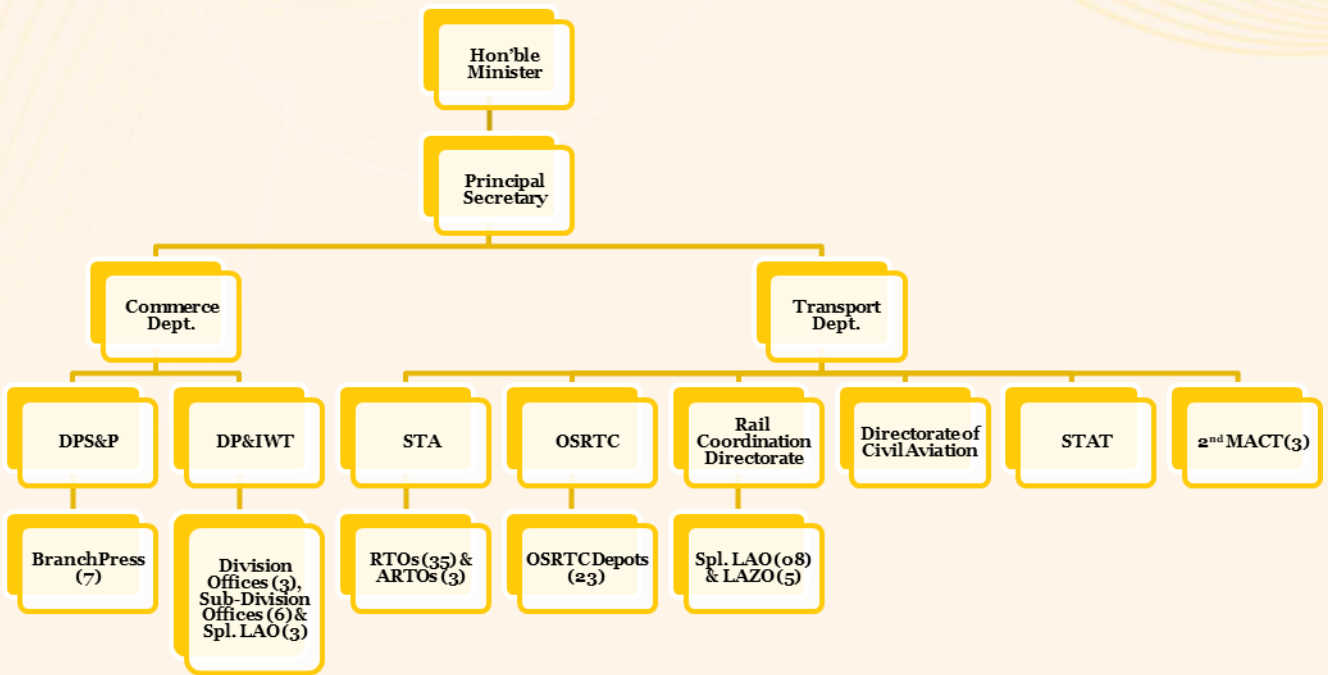 Hon'ble
Minister
Principal
Secretary
Commerce
Dept.
Transport
Dept.
DPS&P
DP&IWT
STA
OSRTC
Rail
Coordination
Directorate
Directorate of
Civil Aviation
STAT
2nd MACT (3)
Branch Press
(7)
Division
Offices (3),
Sub-Division
Offices (6) &
Spl. LAO (3)
RTOs (35) &
ARTOs (3)
OSRTC Depots
(23)
Spl. LAO (08)
& LAZO (5)